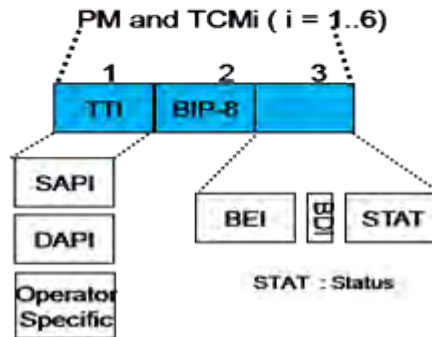 PM and TCMi ( i = 1..6)
1 2 3
TTI BIP-8
SAPI
BEI BDI STAT
DAPI
STAT : Status
Operator
Specific